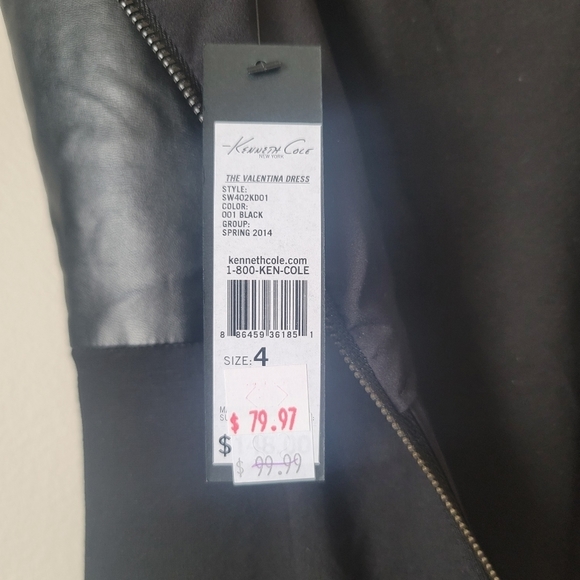 Kenneth Cole
NEW YORK
THE VALENTINA DRESS
STYLE:
SW402KD01
COLOR:
001 BLACK
GROUP:
SPRING 2014
kennethcole.com
1-800-KEN-COLE
8 86459 36185 1
SIZE: 4
$ 79.97
$
$ 99.99